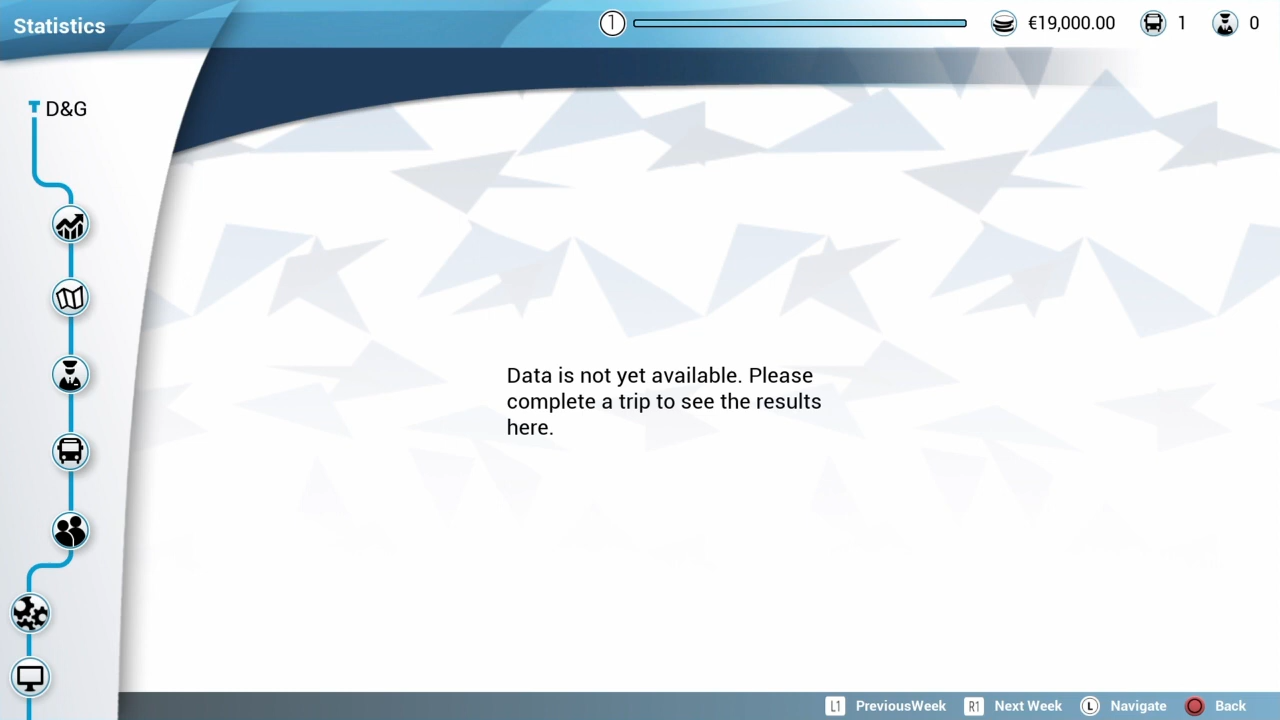 Statistics
1
€19,000.00
1
0
D&G
Data is not yet available. Please
complete a trip to see the results
here.
L1 PreviousWeek
R1 Next Week
L Navigate
Back